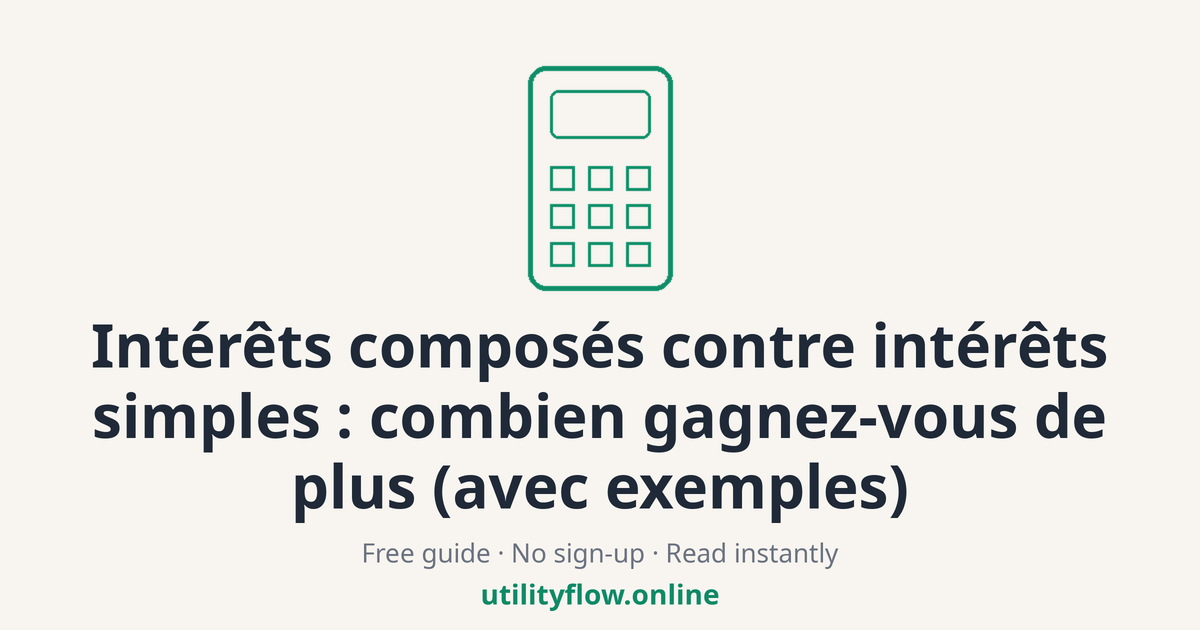 Intérêts composés contre intérêts
simples : combien gagnez-vous de
plus (avec exemples)
Free guide · No sign-up · Read instantly
utilityflow.online